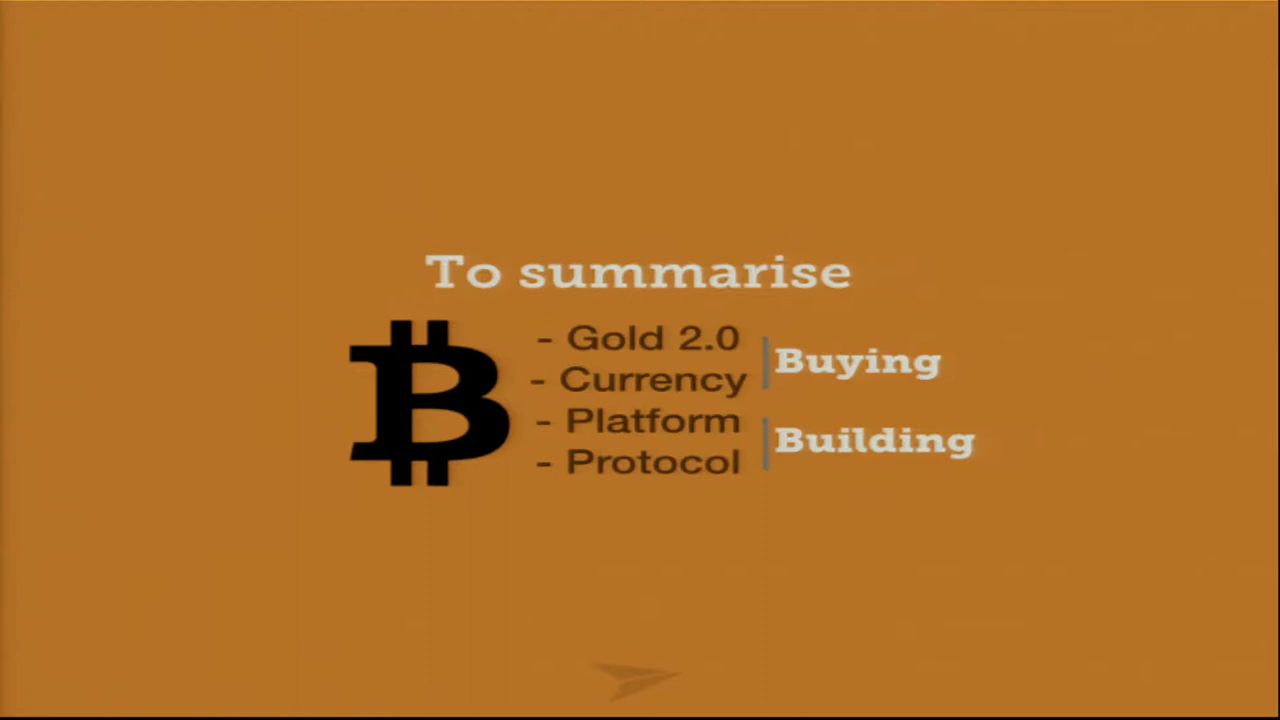 To summarise
- Gold 2.0
- Currency
Buying
- Platform
- Protocol
Building